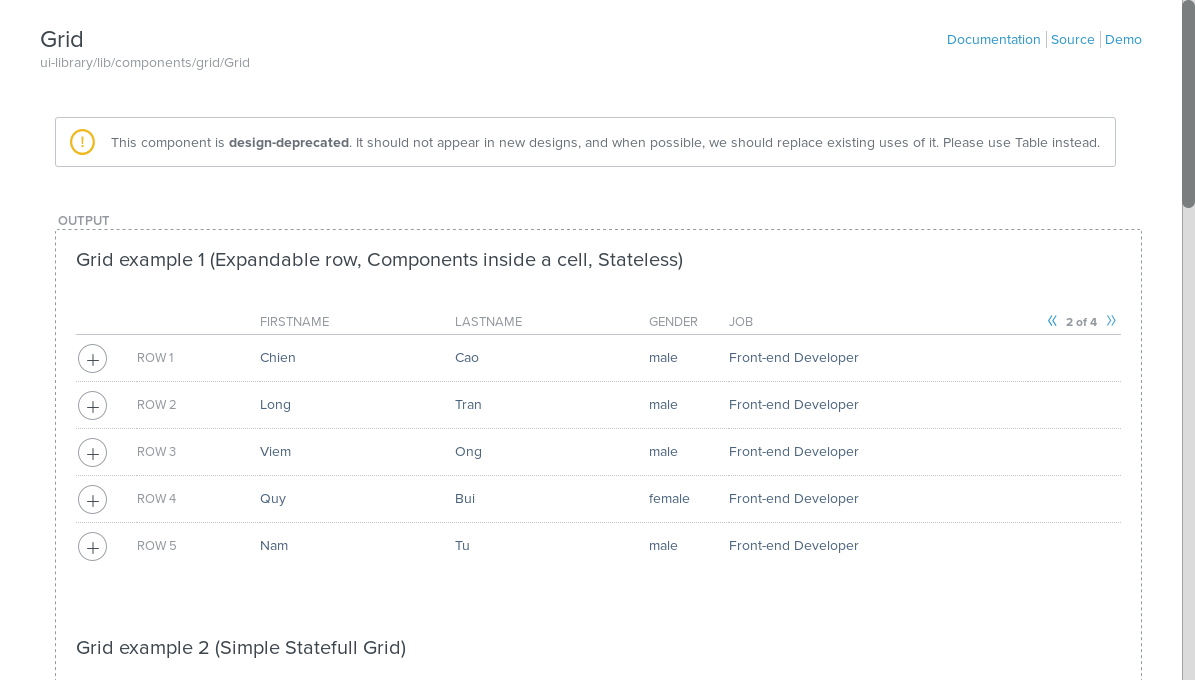 Grid
Documentation Source Demo
ui-library/lib/components/grid/Grid
! This component is design-deprecated. It should not appear in new designs, and when possible, we should replace existing uses of it. Please use Table instead.
OUTPUT
Grid example 1 (Expandable row, Components inside a cell, Stateless)
FIRSTNAME LASTNAME GENDER JOB « 2 of 4 »
+ ROW 1 Chien Cao male Front-end Developer
+ ROW 2 Long Tran male Front-end Developer
+ ROW 3 Viem Ong male Front-end Developer
+ ROW 4 Quy Bui female Front-end Developer
+ ROW 5 Nam Tu male Front-end Developer
Grid example 2 (Simple Statefull Grid)